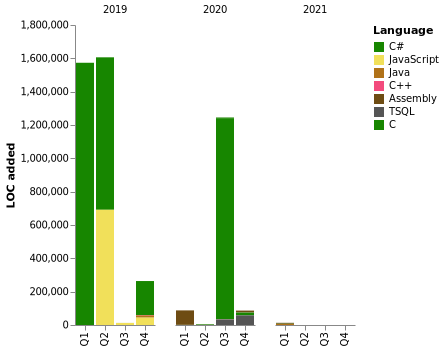 2019 2020 2021
1,800,000
1,600,000
1,400,000
1,200,000
1,000,000
800,000
600,000
400,000
200,000
0
LOC added
Q1 Q2 Q3 Q4 Q1 Q2 Q3 Q4 Q1 Q2 Q3 Q4
Language
C#
JavaScript
Java
C++
Assembly
TSQL
C